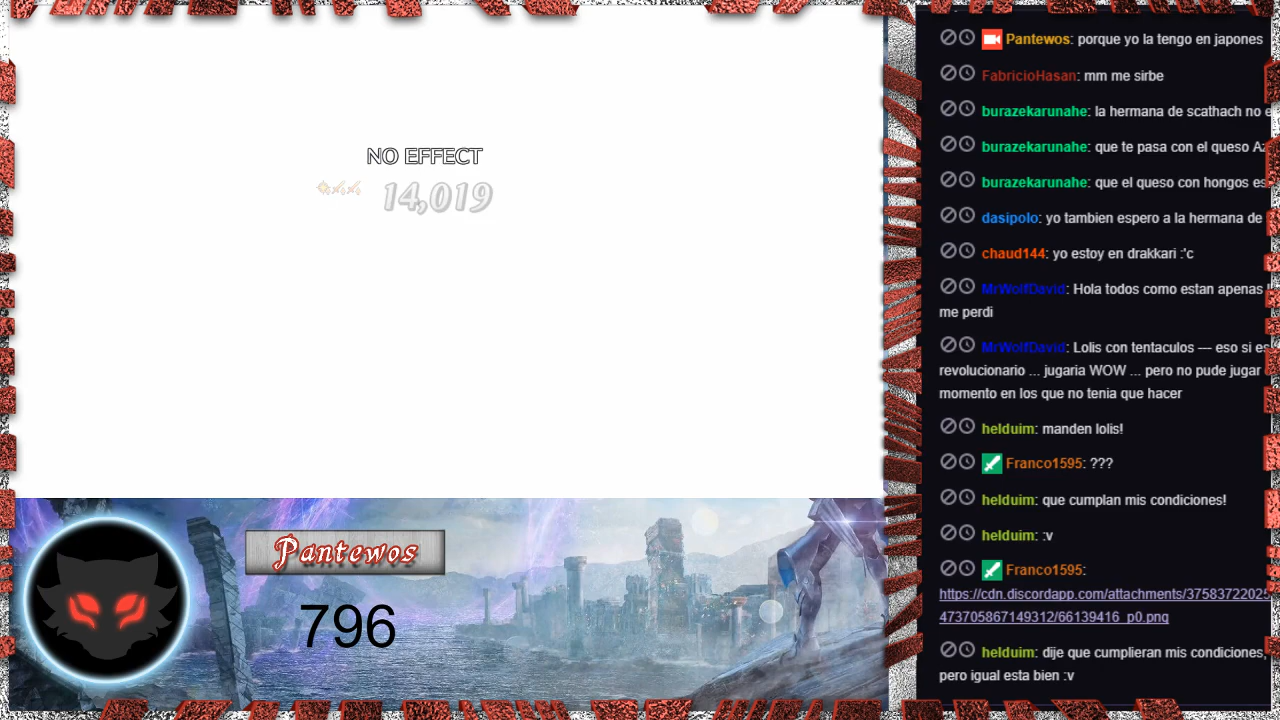 NO EFFECT
14,019
Pantewos
796
Pantewos: porque yo la tengo en japones
FabricioHasan: mm me sirbe
burazekarunahe: la hermana de scathach no e
burazekarunahe: que te pasa con el queso Az
burazekarunahe: que el queso con hongos es
dasipolo: yo tambien espero a la hermana de
chaud144: yo estoy en drakkari :'c
MrWolfDavid: Hola todos como estan apenas
me perdi
MrWolfDavid: Lolis con tentaculos --- eso si es
revolucionario ... jugaria WOW ... pero no pude jugar
momento en los que no tenia que hacer
helduim: manden lolis!
Franco1595: ???
helduim: que cumplan mis condiciones!
helduim: :v
Franco1595:
https://cdn.discordapp.com/attachments/37583722025
473705867149312/66139416_p0.png
helduim: dije que cumplieran mis condiciones,
pero igual esta bien :v